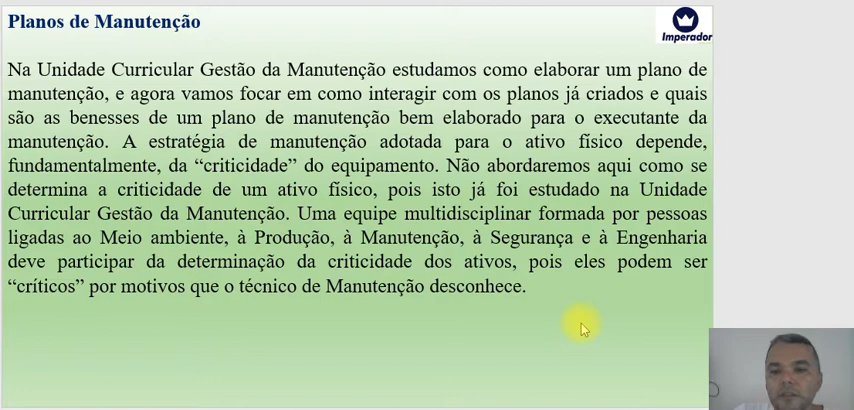 Planos de Manutenção
Imperador
Na Unidade Curricular Gestão da Manutenção estudamos como elaborar um plano de
manutenção, e agora vamos focar em como interagir com os planos já criados e quais
são as benesses de um plano de manutenção bem elaborado para o executante da
manutenção. A estratégia de manutenção adotada para o ativo físico depende,
fundamentalmente, da “criticidade” do equipamento. Não abordaremos aqui como se
determina a criticidade de um ativo físico, pois isto já foi estudado na Unidade
Curricular Gestão da Manutenção. Uma equipe multidisciplinar formada por pessoas
ligadas ao Meio ambiente, à Produção, à Manutenção, à Segurança e à Engenharia
deve participar da determinação da criticidade dos ativos, pois eles podem ser
“críticos” por motivos que o técnico de Manutenção desconhece.